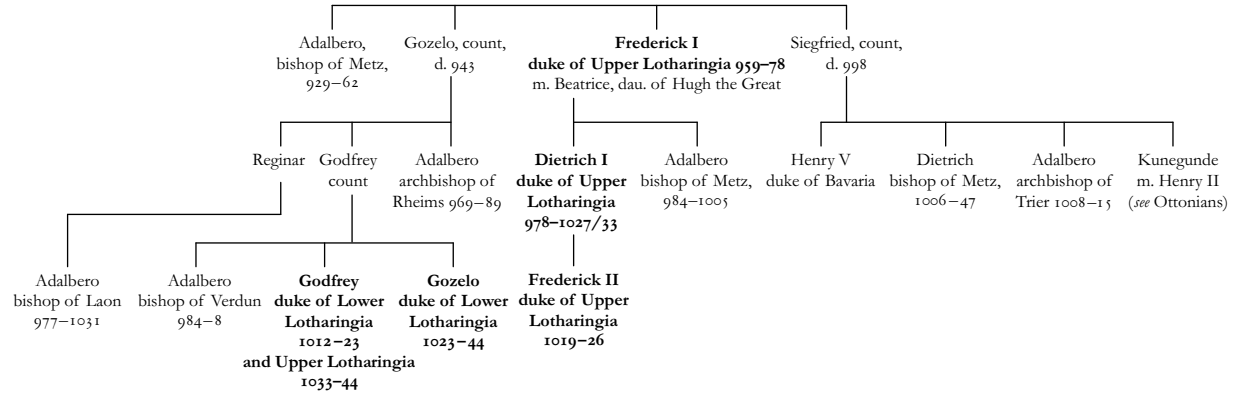 Adalbero,
bishop of Metz,
929–62
Gozelo, count,
d. 943
Frederick I
duke of Upper Lotharingia 959–78
m. Beatrice, dau. of Hugh the Great
Siegfried, count,
d. 998
Reginar
Godfrey
count
Adalbero
archbishop of
Rheims 969–89
Dietrich I
duke of Upper
Lotharingia
978–1027/33
Adalbero
bishop of Metz,
984–1005
Henry V
duke of Bavaria
Dietrich
bishop of Metz,
1006–47
Adalbero
archbishop of
Trier 1008–15
Kunegunde
m. Henry II
(see Ottonians)
Adalbero
bishop of Laon
977–1031
Adalbero
bishop of Verdun
984–8
Godfrey
duke of Lower
Lotharingia
1012–23
and Upper Lotharingia
1033–44
Gozelo
duke of Lower
Lotharingia
1023–44
Frederick II
duke of Upper
Lotharingia
1019–26